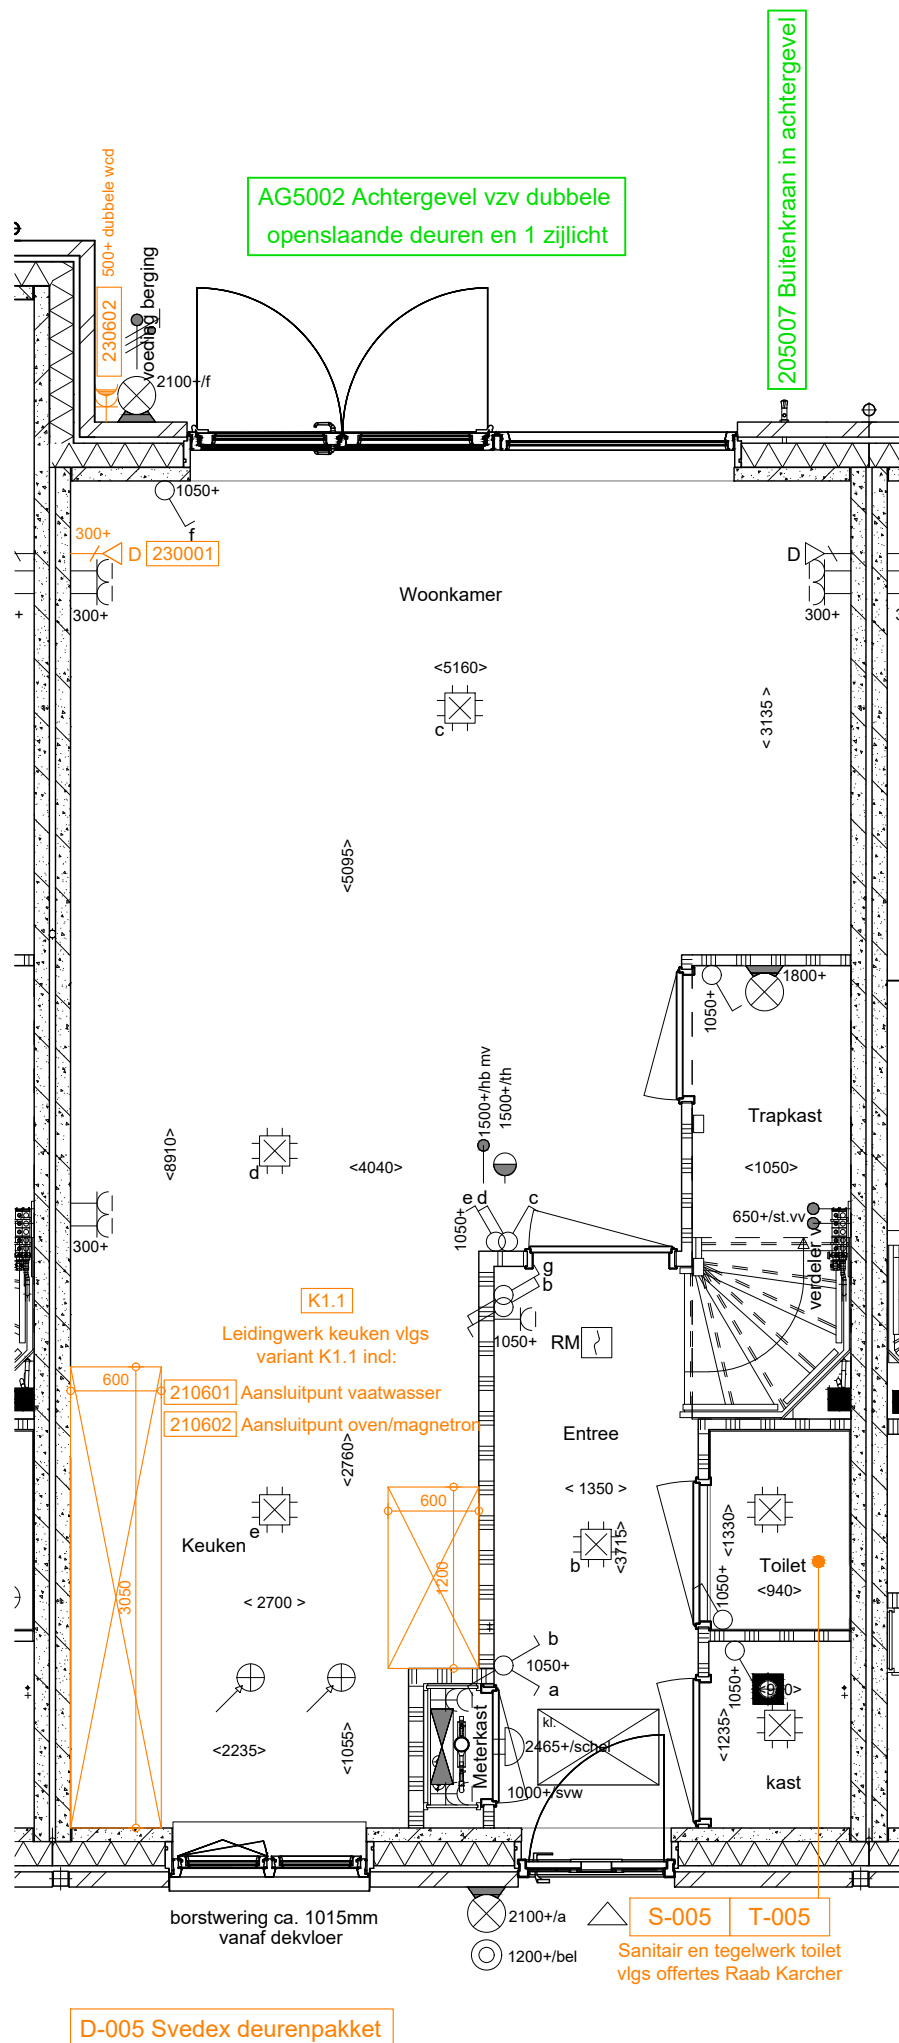 205007 Buitenkraan in achtergevel
AG5002 Achtergevel vzv dubbele
openslaande deuren en 1 zijlicht
500+ dubbele wcd
230602
voeding berging
2100+/f
1050+
f
300+
D
230001
300+
D
300+
Woonkamer
<5160>
c
< 3135 >
<5095>
1050+
1800+
1500+/hb mv
1500+/th
Trapkast
<8910>
d
<4040>
<1050>
e
d
c
1050+
650+/st.vv
verdeler
300+
g
b
1050+
K1.1
Leidingwerk keuken vlgs
variant K1.1 incl:
RM
600
210601
Aansluitpunt vaatwasser
210602
Aansluitpunt oven/magnetron
Entree
<2760>
< 1350 >
600
e
Keuken
b
<3715>
<1330>
Toilet
<940>
1050+
3050
1200
< 2700 >
b
1050+
a
1050+
<2235>
<1055>
Meterkast
kl.
2465+/schel
1000+/svw
<1235>
kast
borstwering ca. 1015mm
vanaf dekvloer
2100+/a
1200+/bel
S-005
T-005
Sanitair en tegelwerk toilet
vlgs offertes Raab Karcher
D-005 Svedex deurenpakket